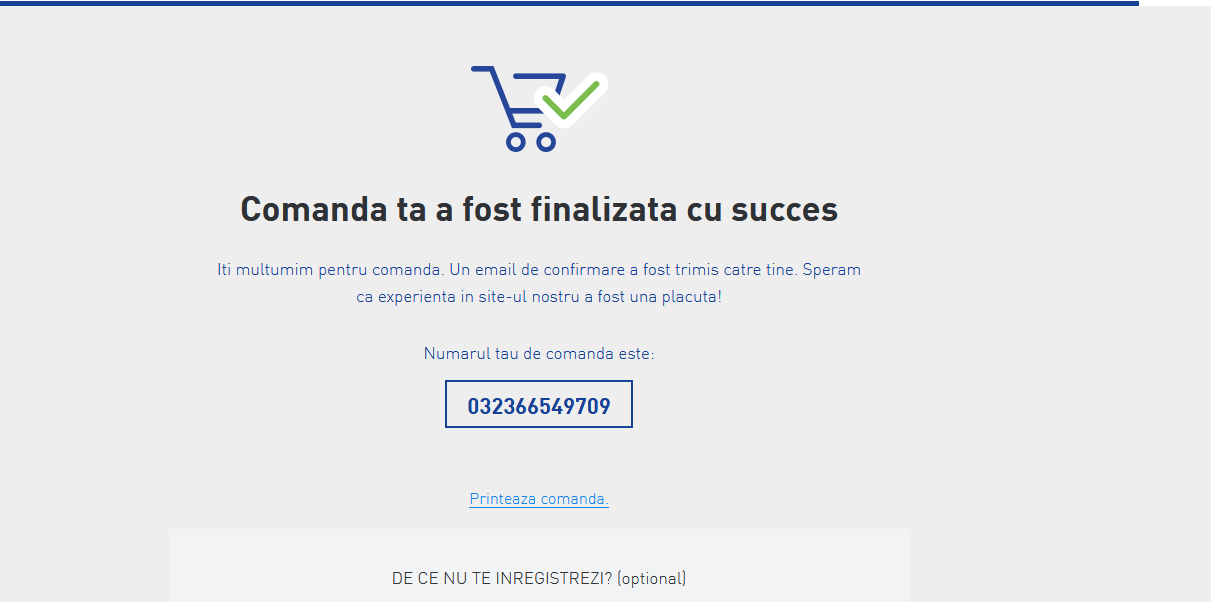 Comanda ta a fost finalizata cu succes
Iti multumim pentru comanda. Un email de confirmare a fost trimis catre tine. Speram
ca experienta in site-ul nostru a fost una placuta!
Numarul tau de comanda este:
032366549709
Printeaza comanda.
DE CE NU TE INREGISTREZI? (optional)